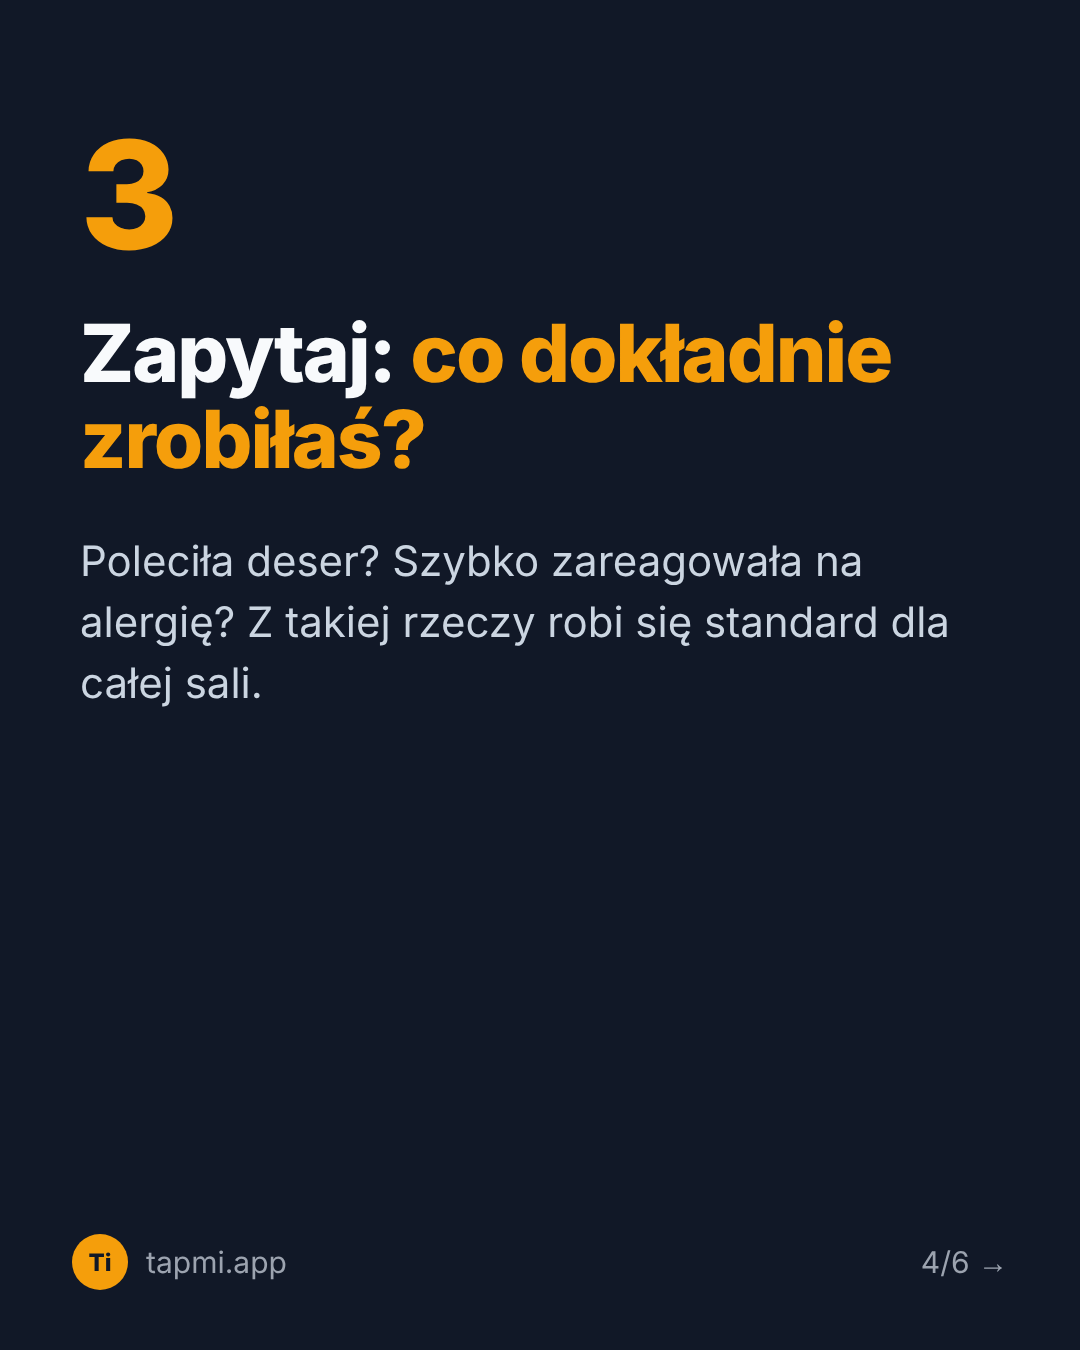 3
Zapytaj: co dokładnie
zrobiłaś?
Poleciła deser? Szybko zareagowała na
alergię? Z takiej rzeczy robi się standard dla
całej sali.
Ti tapmi.app 4/6 →